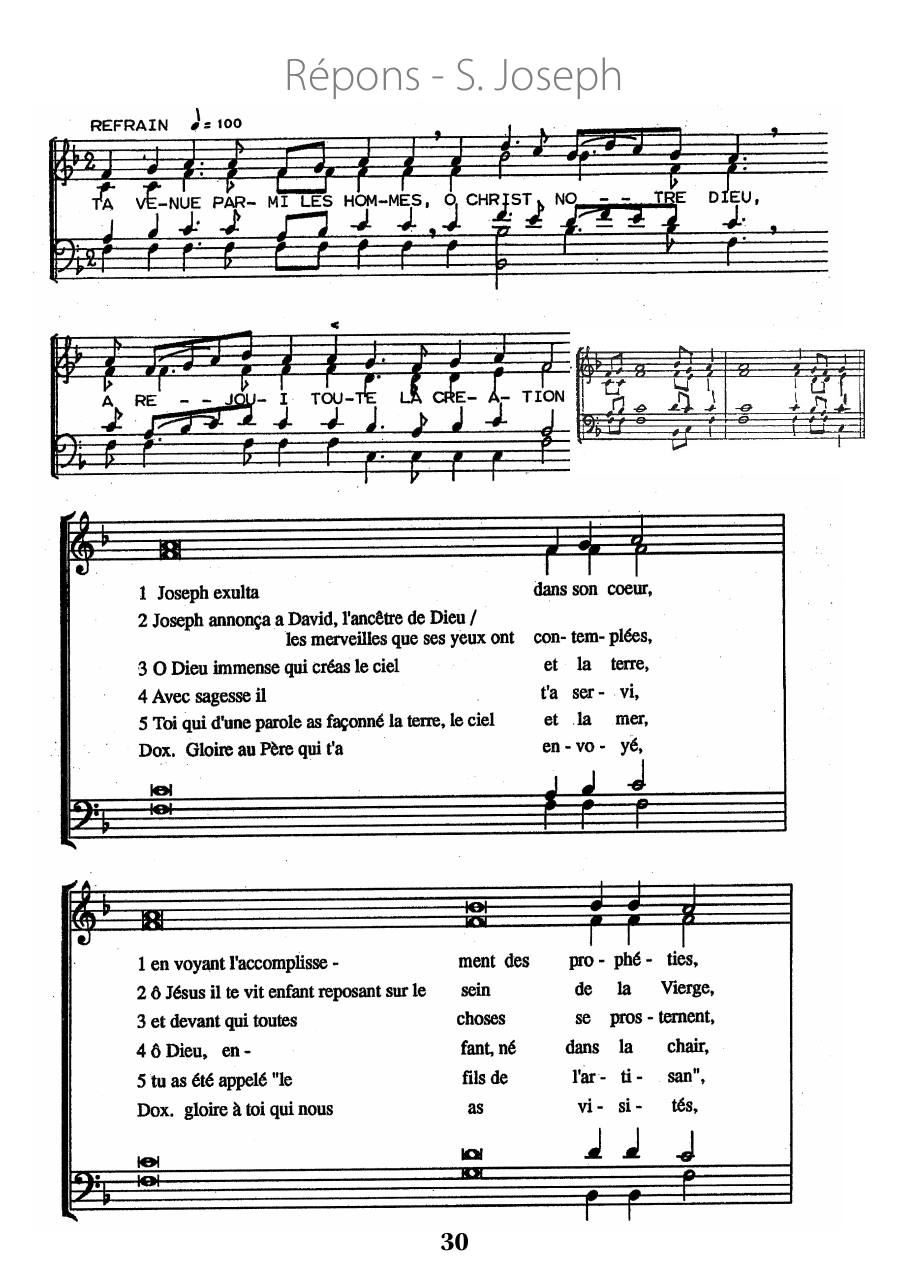 Répons - S. Joseph
REFRAIN ♩= 100
TA VE-NUE PAR- MI LES HOM-MES, O CHRIST NO - - TRE DIEU,
A RE - - JOU- I TOU-TE LA CRE-A-TION
1 Joseph exulta dans son coeur,
2 Joseph annonça a David, l'ancêtre de Dieu /
les merveilles que ses yeux ont con- tem- plées,
3 O Dieu immense qui créas le ciel et la terre,
4 Avec sagesse il t'a ser - vi,
5 Toi qui d'une parole as façonné la terre, le ciel et la mer,
Dox. Gloire au Père qui t'a en - vo - yé,
1 en voyant l'accomplisse - ment des pro - phé - ties,
2 ô Jésus il te vit enfant reposant sur le sein de la Vierge,
3 et devant qui toutes choses se pros - ternent,
4 ô Dieu, en - fant, né dans la chair,
5 tu as été appelé "le fils de l'ar - ti - san",
Dox. gloire à toi qui nous as vi - si - tés,
30